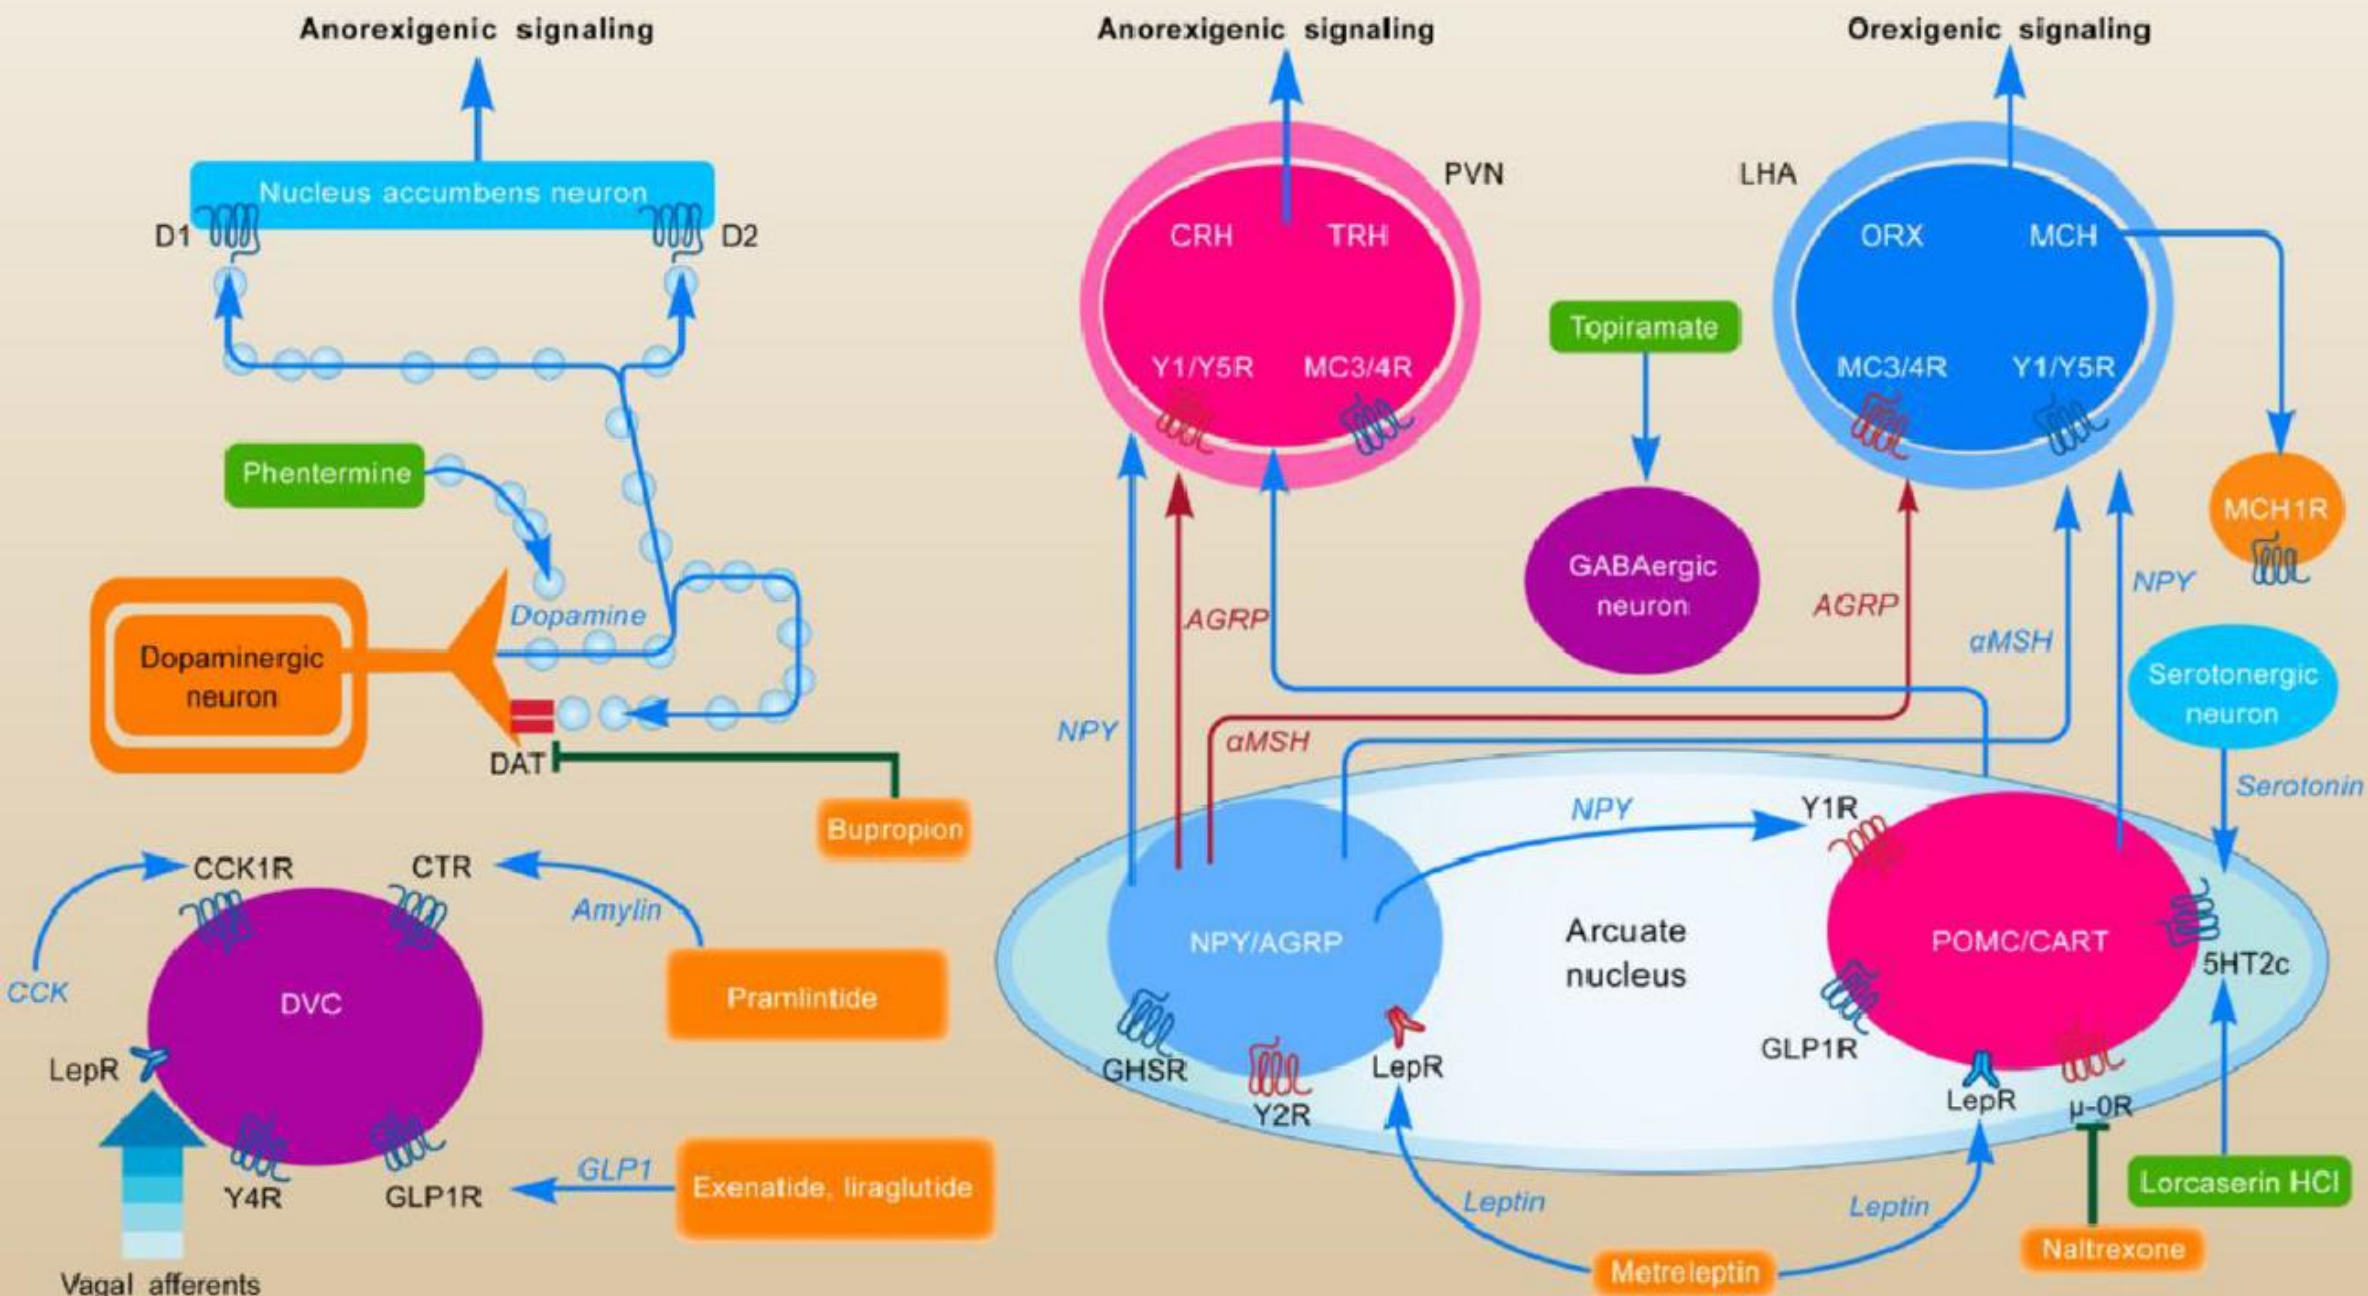 Anorexigenic signaling
Anorexigenic signaling
Orexigenic signaling
Nucleus accumbens neuron
D1
D2
PVN
LHA
CRH
TRH
Y1/Y5R
MC3/4R
ORX
MCH
MC3/4R
Y1/Y5R
Topiramate
Phentermine
MCH1R
GABAergic
neuron
Dopamine
Dopaminergic
neuron
DAT
Bupropion
AGRP
AGRP
NPY
αMSH
NPY
αMSH
Serotonergic
neuron
Serotonin
NPY
Y1R
CCK1R
CTR
Amylin
CCK
DVC
Pramlintide
LepR
Y4R
GLP1R
GLP1
Exenatide, liraglutide
Vagal afferents
NPY/AGRP
Arcuate
nucleus
POMC/CART
5HT2c
GHSR
Y2R
LepR
GLP1R
LepR
μ-0R
Leptin
Leptin
Lorcaserin HCl
Naltrexone
Metreleptin